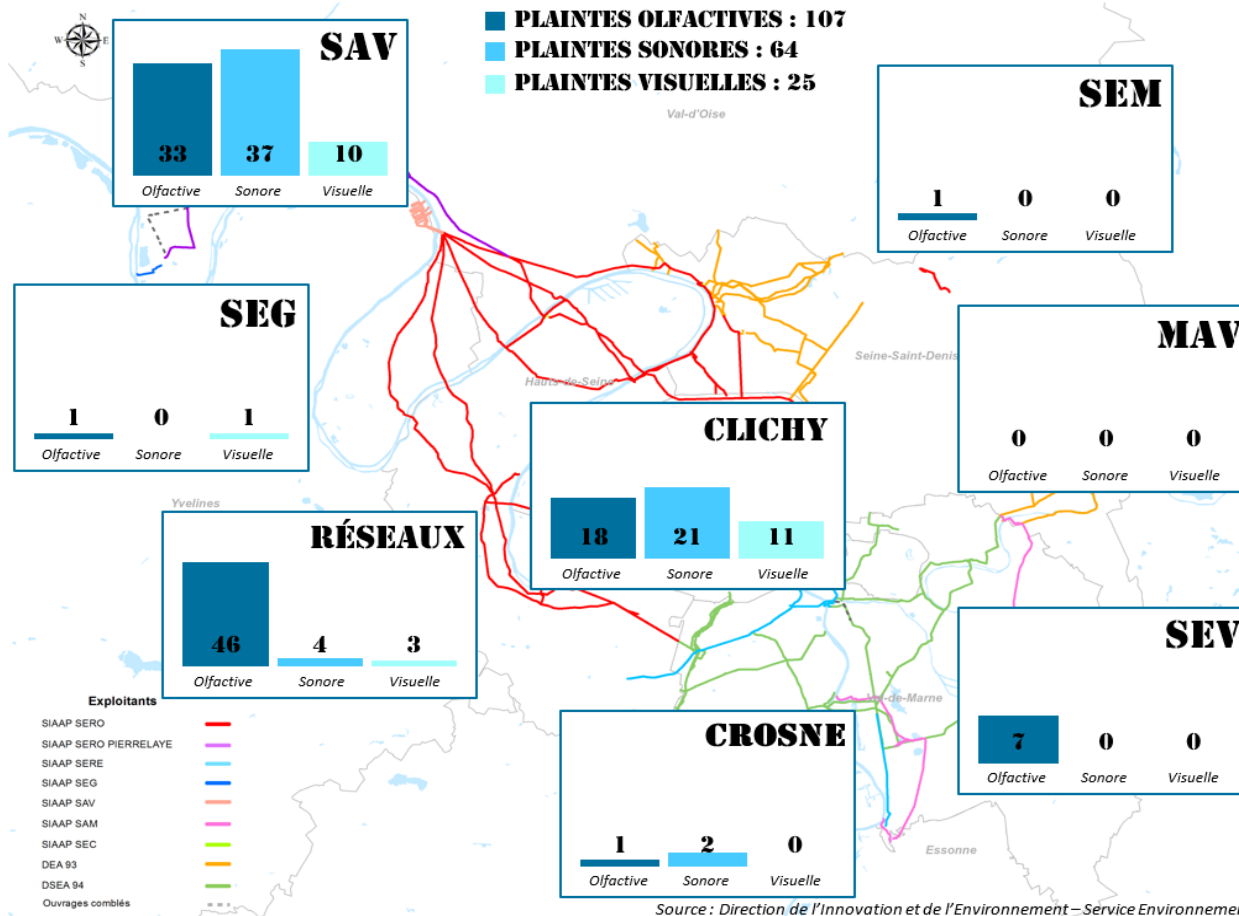 N
W E
S
PLAINTES OLFACTIVES : 107
PLAINTES SONORES : 64
PLAINTES VISUELLES : 25
SAV
33 37 10
Olfactive Sonore Visuelle
Val-d'Oise
SEM
1 0 0
Olfactive Sonore Visuelle
SEG
1 0 1
Olfactive Sonore Visuelle
Hauts-de-Seine
Seine-Saint-Denis
MAV
0 0 0
Olfactive Sonore Visuelle
CLICHY
18 21 11
Olfactive Sonore Visuelle
Yvelines
RÉSEAUX
46 4 3
Olfactive Sonore Visuelle
SEV
7 0 0
Olfactive Sonore Visuelle
Val-de-Marne
CROSNE
1 2 0
Olfactive Sonore Visuelle
Essonne
Exploitants
SIAAP SERO
SIAAP SERO PIERRELAYE
SIAAP SERE
SIAAP SEG
SIAAP SAV
SIAAP SAM
SIAAP SEC
DEA 93
DSEA 94
Ouvrages comblés
Source : Direction de l'Innovation et de l'Environnement – Service Environnemen